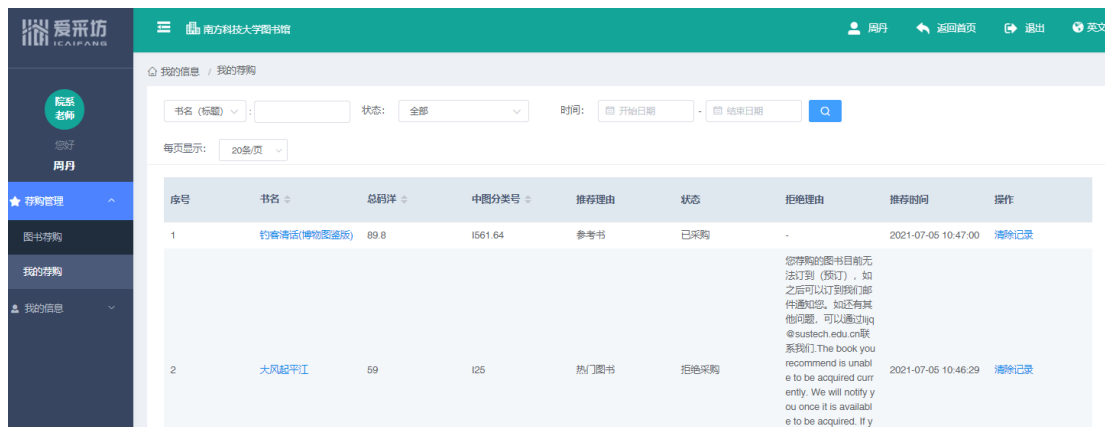 爱采坊
ICAIFANG
南方科技大学图书馆
周丹
返回首页
退出
英文
我的信息 / 我的荐购
院系
老师
您好
周丹
荐购管理
图书荐购
我的荐购
我的信息
书名 (标题) :
状态: 全部
时间: 开始日期 - 结束日期
每页显示: 20条/页
序号 书名 总码洋 中图分类号 推荐理由 状态 拒绝理由 推荐时间 操作
1 钓客清话(博物图鉴版) 89.8 I561.64 参考书 已采购 - 2021-07-05 10:47:00 清除记录
2 大风起平江 59 I25 热门图书 拒绝采购 2021-07-05 10:46:29 清除记录
您荐购的图书目前无
法订到（预订），如
之后可以订到我们邮
件通知您。如还有其
他问题，可以通过lijq
@sustech.edu.cn联
系我们.The book you
recommend is unabl
e to be acquired curr
ently. We will notify y
ou once it is availabl
e to be acquired. If y